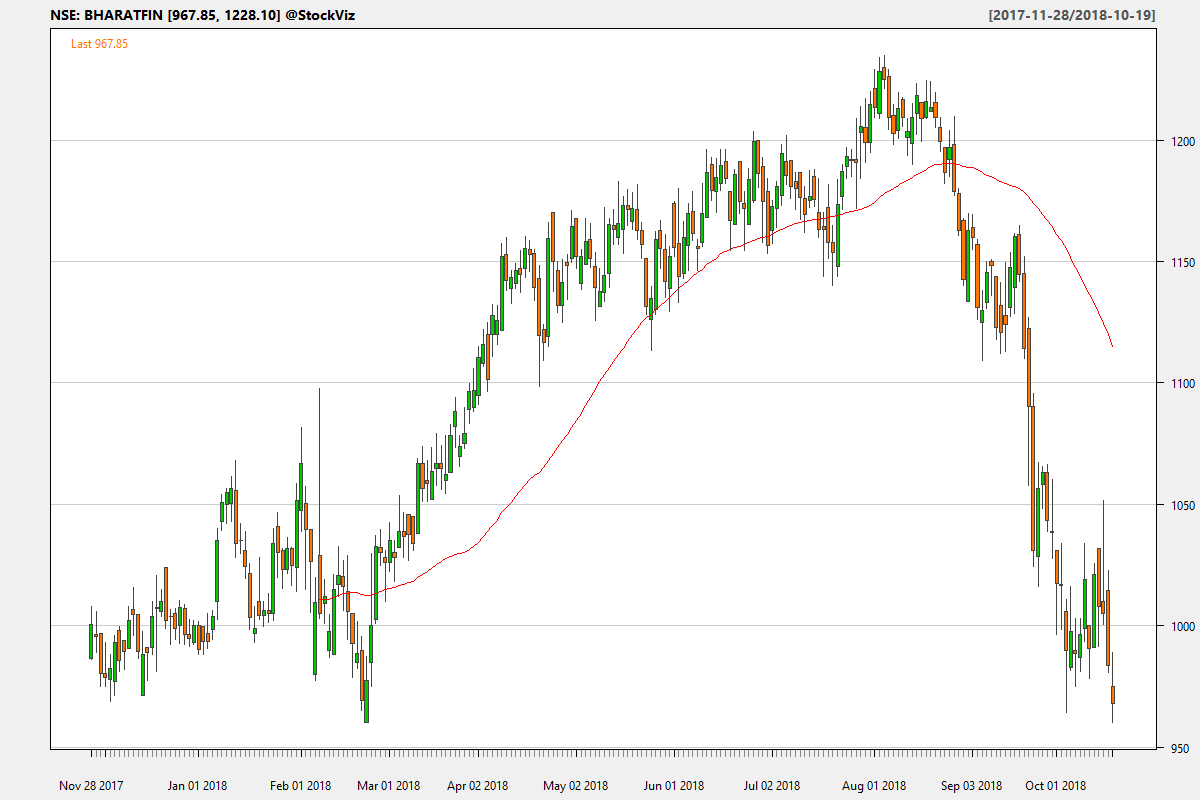 NSE: BHARATFIN [967.85, 1228.10] @StockViz
[2017-11-28/2018-10-19]
Last 967.85
1200
1150
1100
1050
1000
950
Nov 28 2017 Jan 01 2018 Feb 01 2018 Mar 01 2018 Apr 02 2018 May 02 2018 Jun 01 2018 Jul 02 2018 Aug 01 2018 Sep 03 2018 Oct 01 2018